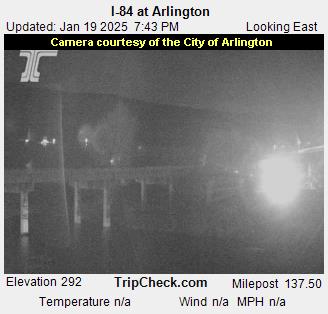 I-84 at Arlington
Updated: Jan 19 2025 7:43 PM Looking East
Camera courtesy of the City of Arlington
Elevation 292 TripCheck.com Milepost 137.50
Temperature n/a Wind n/a MPH n/a